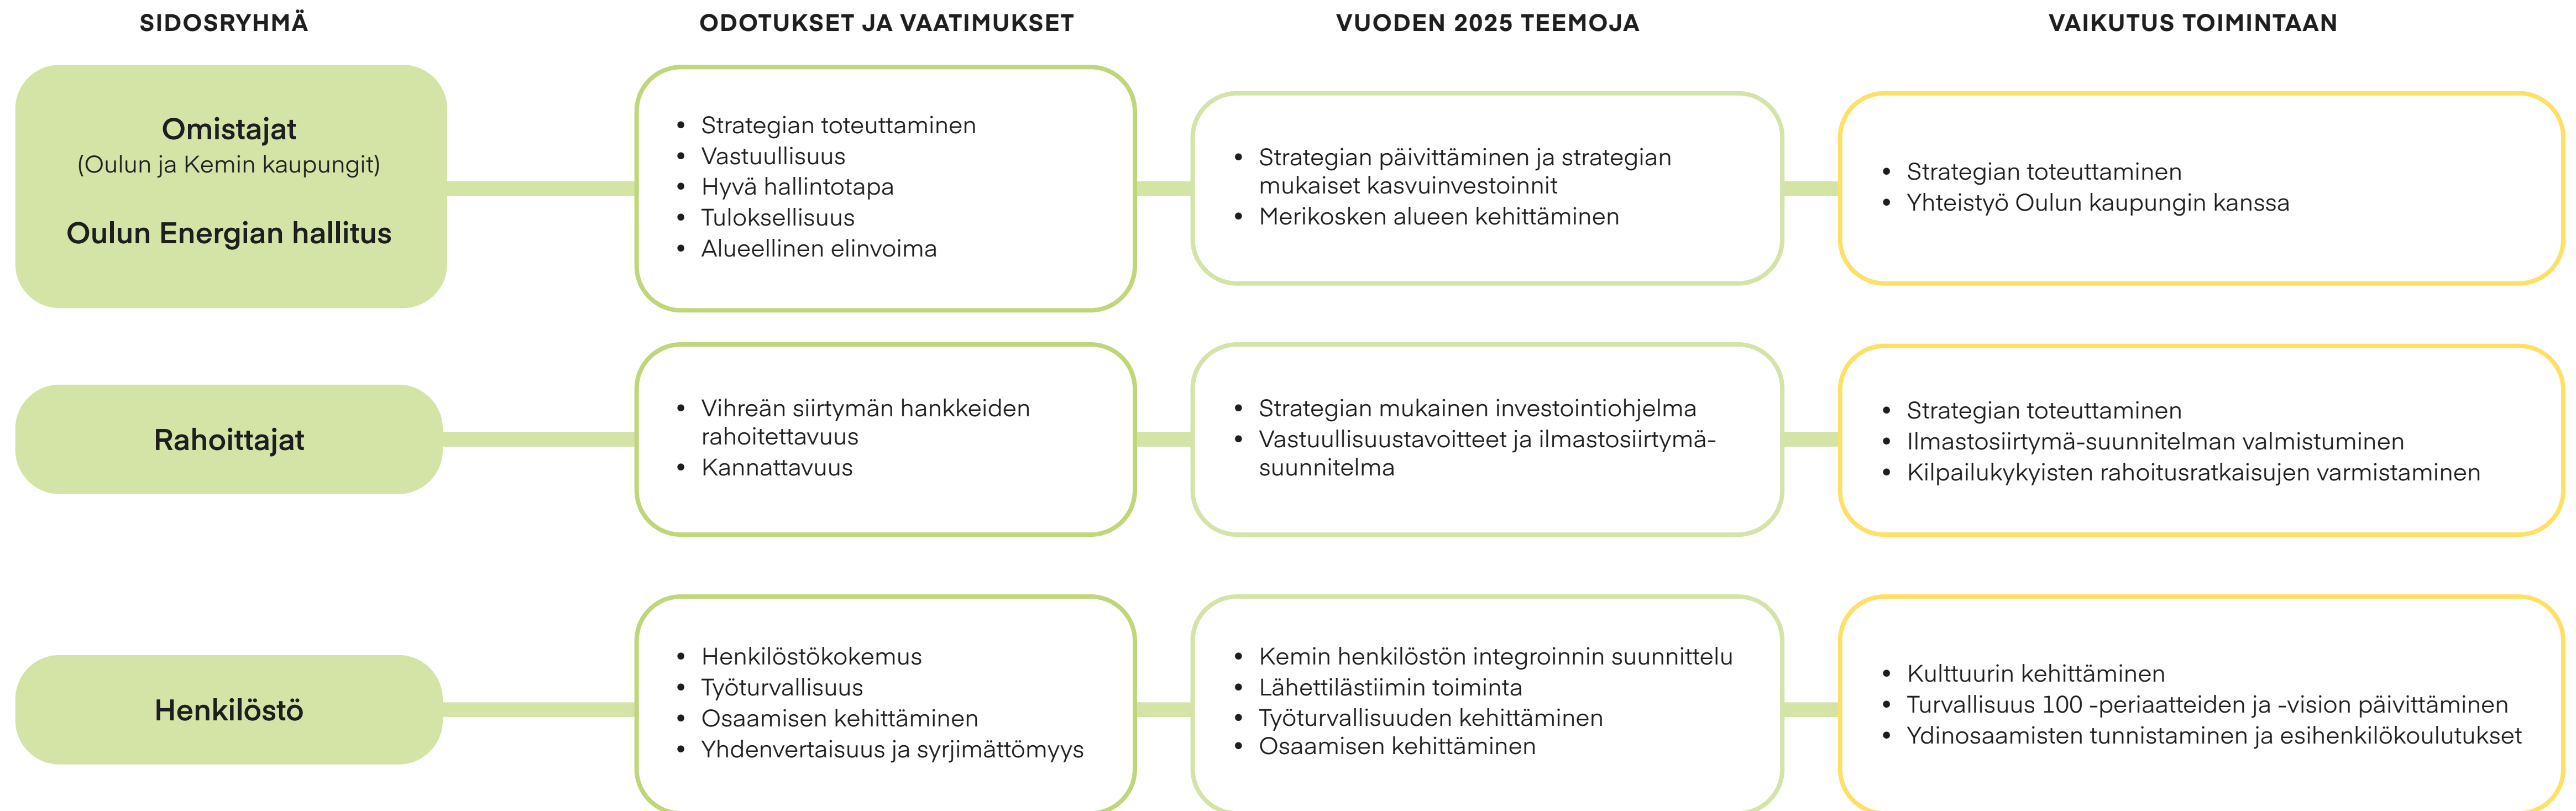 SIDOSRYHMÄ
ODOTUKSET JA VAATIMUKSET
VUODEN 2025 TEEMOJA
VAIKUTUS TOIMINTAAN
Omistajat
(Oulun ja Kemin kaupungit)
Oulun Energian hallitus
• Strategian toteuttaminen
• Vastuullisuus
• Hyvä hallintotapa
• Tuloksellisuus
• Alueellinen elinvoima
• Strategian päivittäminen ja strategian
mukaiset kasvuinvestoinnit
• Merikosken alueen kehittäminen
• Strategian toteuttaminen
• Yhteistyö Oulun kaupungin kanssa
Rahoittajat
• Vihreän siirtymän hankkeiden
rahoitettavuus
• Kannattavuus
• Strategian mukainen investointiohjelma
• Vastuullisuustavoitteet ja ilmastosiirtymä-
suunnitelma
• Strategian toteuttaminen
• Ilmastosiirtymä-suunnitelman valmistuminen
• Kilpailukykyisten rahoitusratkaisujen varmistaminen
Henkilöstö
• Henkilöstökokemus
• Työturvallisuus
• Osaamisen kehittäminen
• Yhdenvertaisuus ja syrjimättömyys
• Kemin henkilöstön integroinnin suunnittelu
• Lähettilästiimin toiminta
• Työturvallisuuden kehittäminen
• Osaamisen kehittäminen
• Kulttuurin kehittäminen
• Turvallisuus 100 -periaatteiden ja -vision päivittäminen
• Ydinosaamisten tunnistaminen ja esihenkilökoulutukset